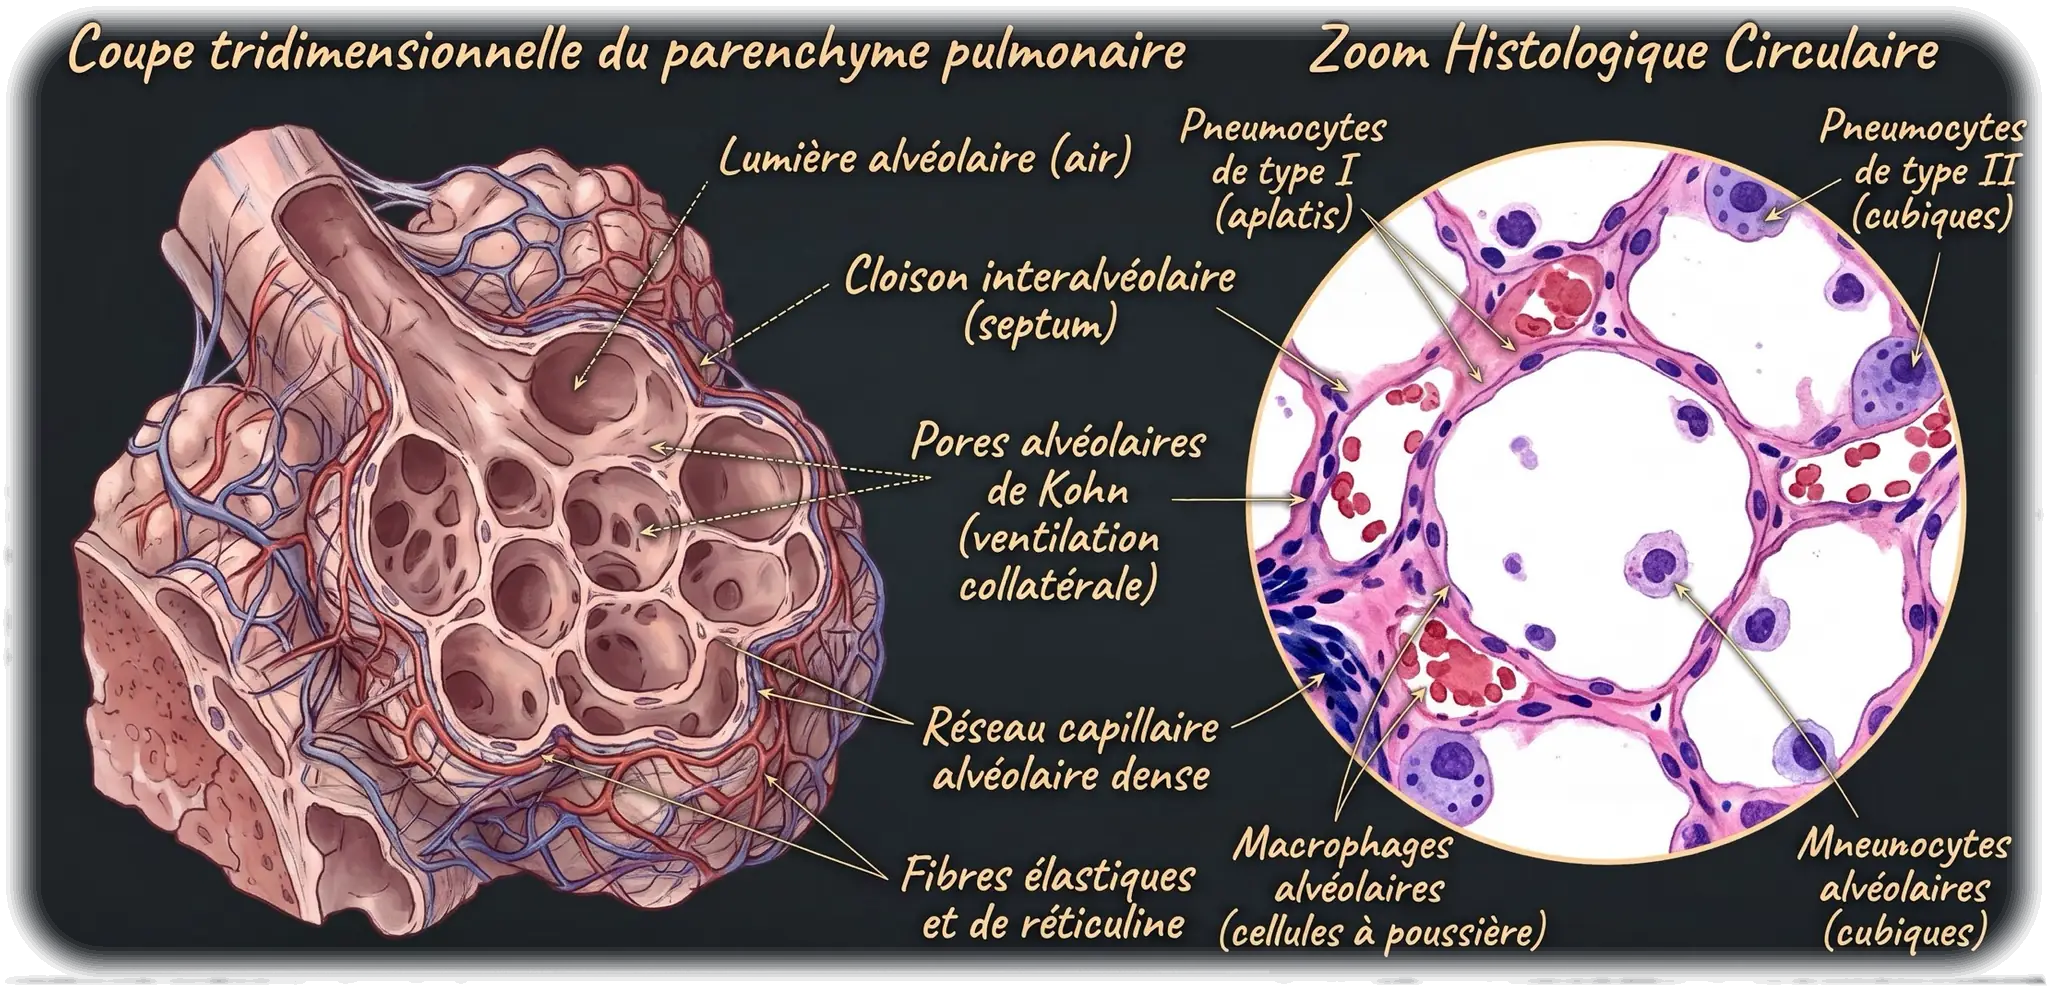 Coupe tridimensionnelle du parenchyme pulmonaire
Zoom Histologique Circulaire
Lumière alvéolaire (air)
Cloison interalvéolaire
(septum)
Pores alvéolaires
de Kohn
(ventilation
collatérale)
Réseau capillaire
alvéolaire dense
Fibres élastiques
et de réticuline
Pneumocytes
de type I
(aplatis)
Pneumocytes
de type II
(cubiques)
Macrophages
alvéolaires
(cellules à poussière)
Mneunocytes
alvéolaires
(cubiques)